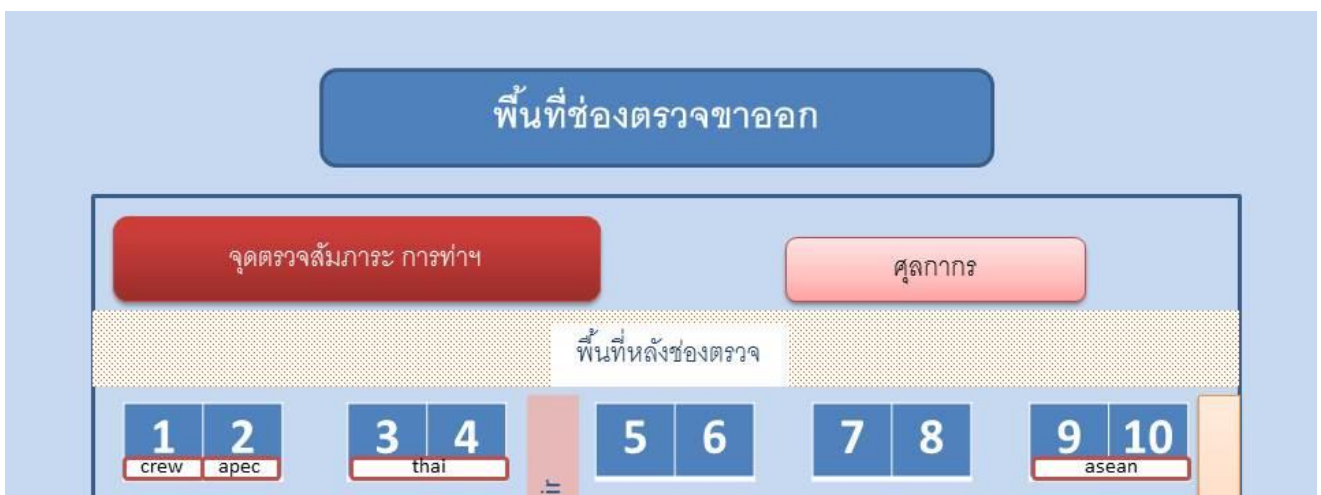 พื้นที่ช่องตรวจขาออก
จุดตรวจสัมภาระ การท่าฯ
ศุลกากร
พื้นที่หลังช่องตรวจ
1 2 3 4 5 6 7 8 9 10
crew apec thai asean